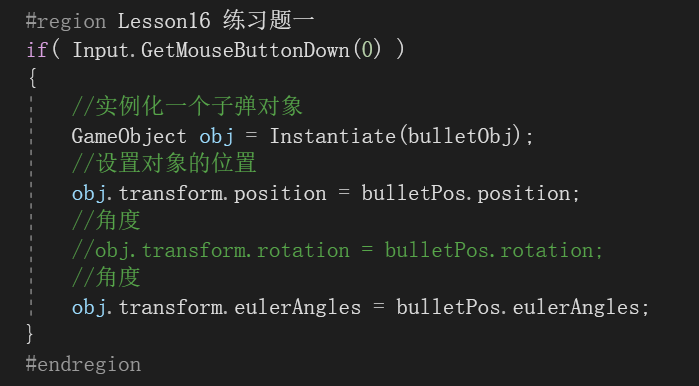 #region Lesson16 练习题一
if( Input.GetMouseButtonDown(0) )
{
//实例化一个子弹对象
GameObject obj = Instantiate(bulletObj);
//设置对象的位置
obj.transform.position = bulletPos.position;
//角度
//obj.transform.rotation = bulletPos.rotation;
//角度
obj.transform.eulerAngles = bulletPos.eulerAngles;
}
#endregion